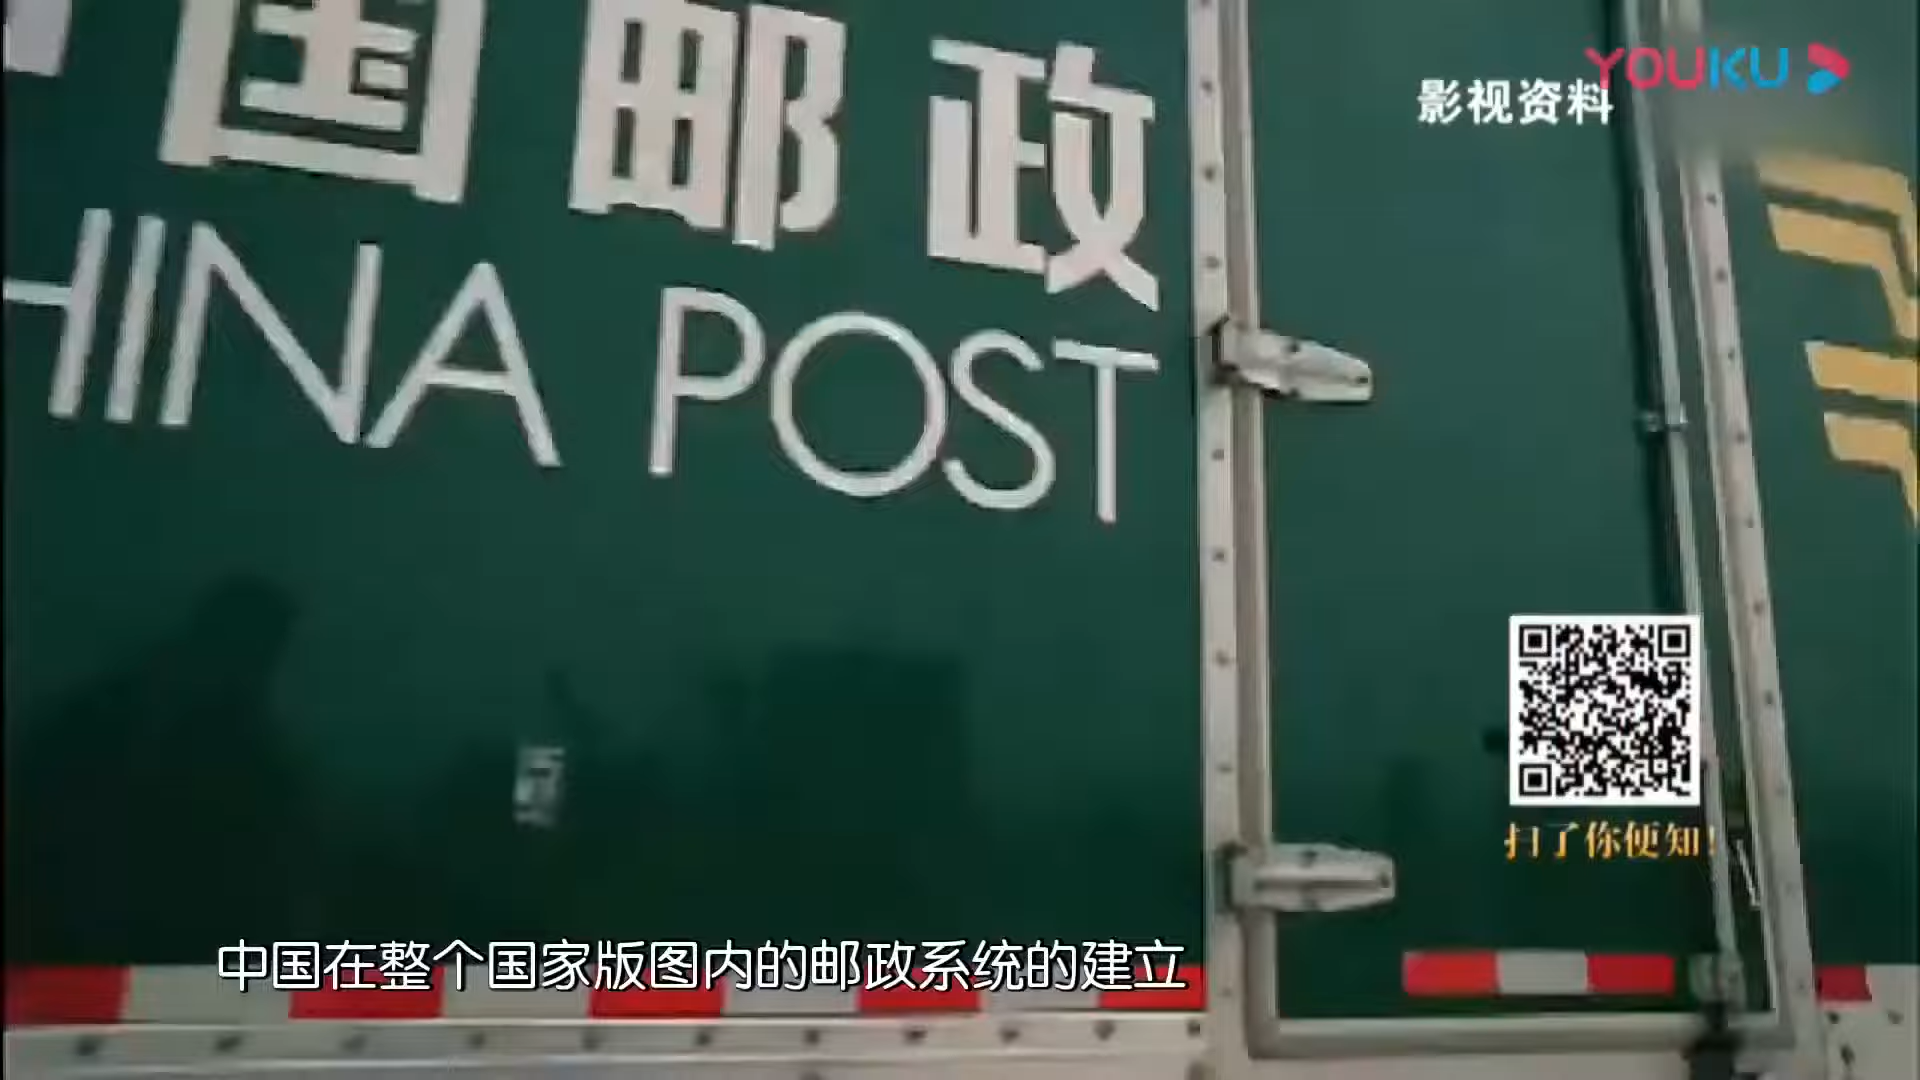 国邮政
YOUKU
影视资料
HINA POST
扫了你便知!
中国在整个国家版图内的邮政系统的建立